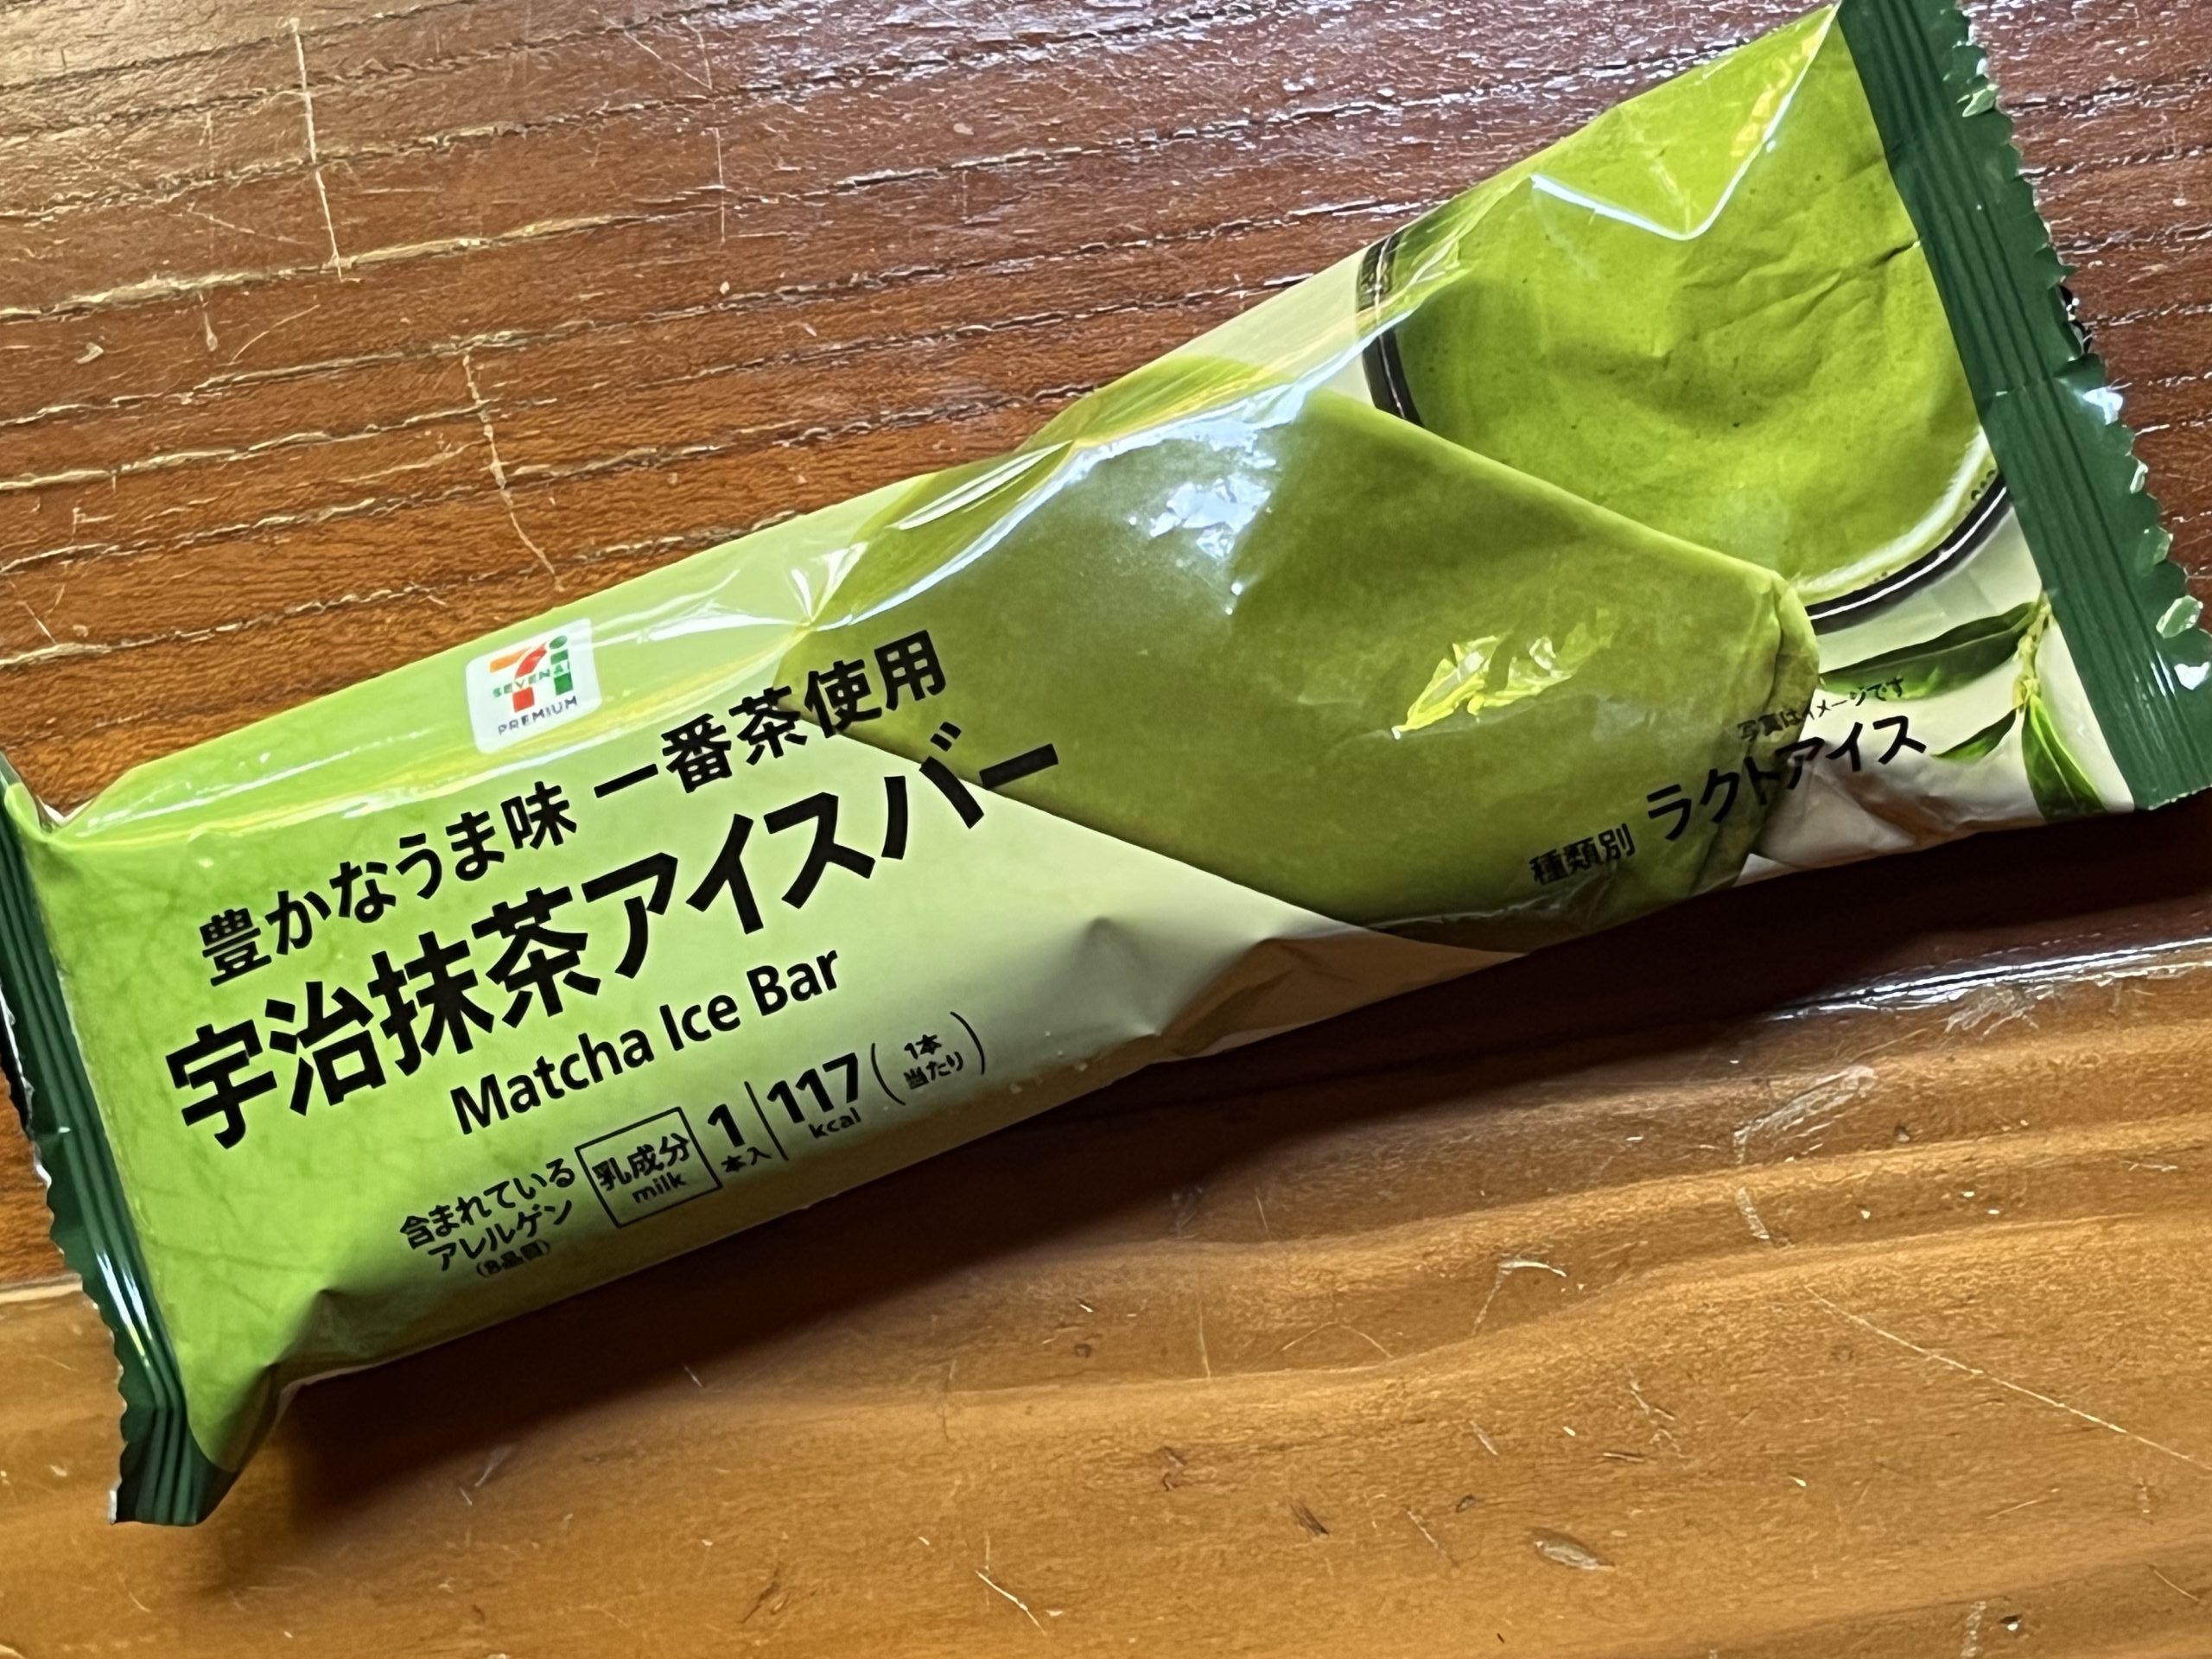 SEVEN&i
PREMIUM
豊かなうま味 一番茶使用
宇治抹茶アイスバー
Matcha Ice Bar
含まれている
アレルゲン
(8品目)
乳成分
milk
1
本入
117
kcal
(1本
当たり)
写真はイメージです
種類別 ラクトアイス